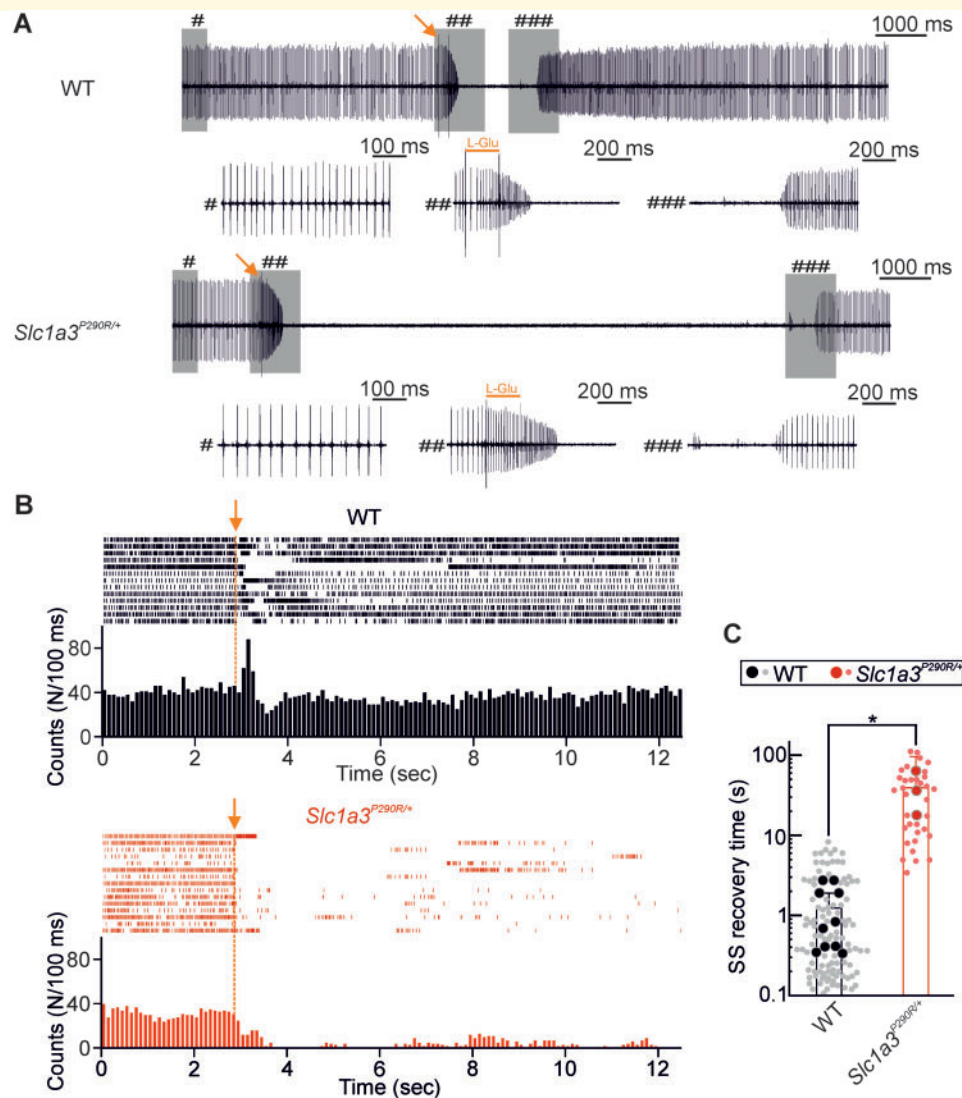 A
# ## ### 1000 ms
WT
100 ms L-Glu 200 ms 200 ms
# ## ###
# ## ### 1000 ms
Slc1a3P290R/+
100 ms L-Glu 200 ms 200 ms
# ## ###
B
WT
Counts (N/100 ms)
80
40
0
0 2 4 6 8 10 12
Time (sec)
Slc1a3P290R/+
Counts (N/100 ms)
80
40
0
0 2 4 6 8 10 12
Time (sec)
C
WT Slc1a3P290R/+
*
SS recovery time (s)
100
10
1
0.1
WT
Slc1a3P290R/+